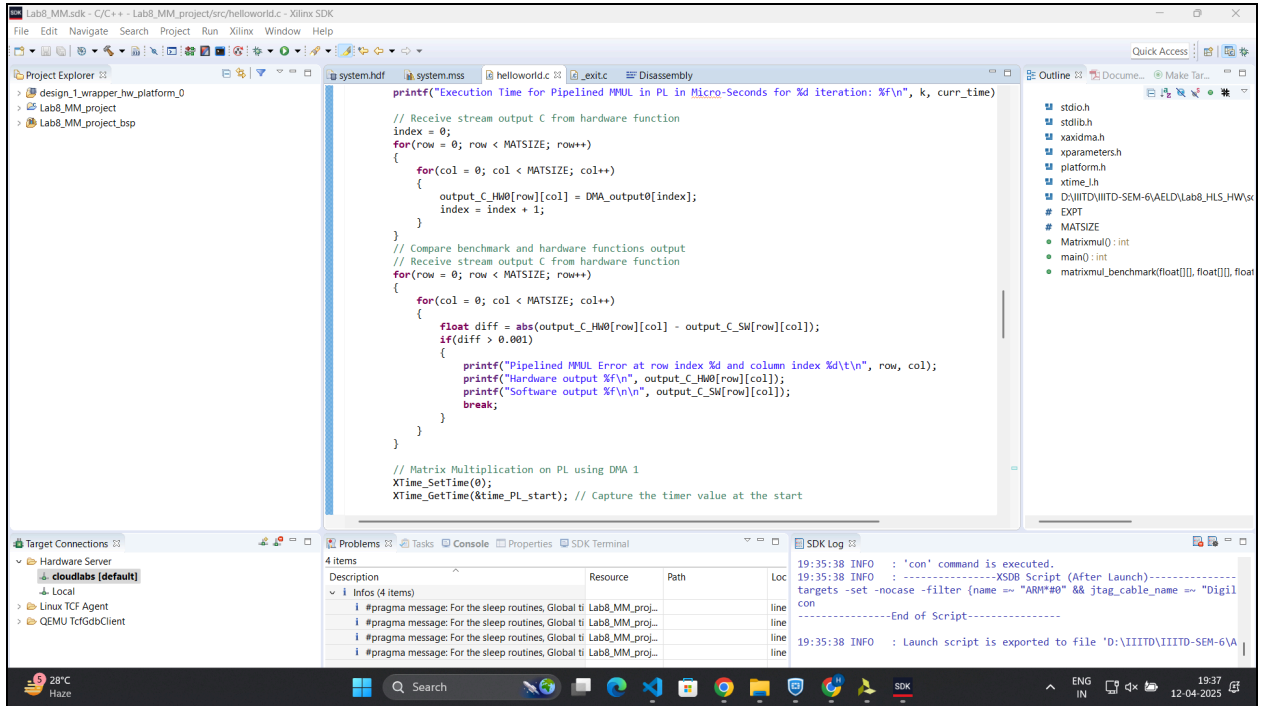 SDK Lab8_MM.sdk - C/C++ - Lab8_MM_project/src/helloworld.c - Xilinx SDK
File Edit Navigate Search Project Run Xilinx Window Help
Quick Access
Project Explorer
design_1_wrapper_hw_platform_0
Lab8_MM_project
Lab8_MM_project_bsp
system.hdf system.mss helloworld.c _exit.c Disassembly
printf("Execution Time for Pipelined MMUL in PL in Micro-Seconds for %d iteration: %f\n", k, curr_time)
// Receive stream output C from hardware function
index = 0;
for(row = 0; row < MATSIZE; row++)
{
for(col = 0; col < MATSIZE; col++)
{
output_C_HW0[row][col] = DMA_output0[index];
index = index + 1;
}
}
// Compare benchmark and hardware functions output
// Receive stream output C from hardware function
for(row = 0; row < MATSIZE; row++)
{
for(col = 0; col < MATSIZE; col++)
{
float diff = abs(output_C_HW0[row][col] - output_C_SW[row][col]);
if(diff > 0.001)
{
printf("Pipelined MMUL Error at row index %d and column index %d\t\n", row, col);
printf("Hardware output %f\n", output_C_HW0[row][col]);
printf("Software output %f\n\n", output_C_SW[row][col]);
break;
}
}
}
// Matrix Multiplication on PL using DMA 1
XTime_SetTime(0);
XTime_GetTime(&time_PL_start); // Capture the timer value at the start
Outline Docume... Make Tar...
stdio.h
stdlib.h
xaxidma.h
xparameters.h
platform.h
xtime_l.h
D:\IIITD\IIITD-SEM-6\AELD\Lab8_HLS_HW\sc
# EXPT
# MATSIZE
Matrixmul() : int
main() : int
matrixmul_benchmark(float[][], float[][], float
Target Connections
Hardware Server
cloudlabs [default]
Local
Linux TCF Agent
QEMU TcfGdbClient
Problems Tasks Console Properties SDK Terminal
4 items
Description Resource Path Loc
Infos (4 items)
#pragma message: For the sleep routines, Global ti Lab8_MM_proj... line
#pragma message: For the sleep routines, Global ti Lab8_MM_proj... line
#pragma message: For the sleep routines, Global ti Lab8_MM_proj... line
#pragma message: For the sleep routines, Global ti Lab8_MM_proj... line
SDK Log
19:35:38 INFO : 'con' command is executed.
19:35:38 INFO : ----------------XSDB Script (After Launch)---------------
targets -set -nocase -filter {name =~ "ARM*#0" && jtag_cable_name =~ "Digil
con
----------------End of Script----------------
19:35:38 INFO : Launch script is exported to file 'D:\IIITD\IIITD-SEM-6\A
5
28°C
Haze
Search
SDK
ENG
IN
19:37
12-04-2025